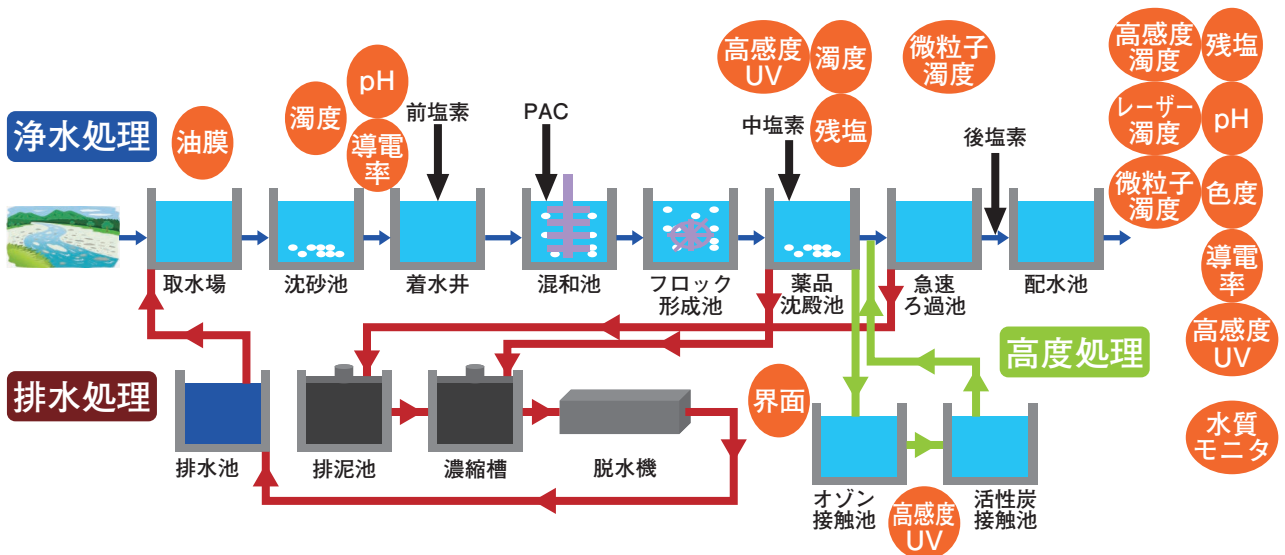 浄水処理
油膜
濁度
pH
導電
率
前塩素
PAC
高感度
UV
濁度
残塩
中塩素
微粒子
濁度
後塩素
高感度
濁度
残塩
レーザー
濁度
pH
微粒子
濁度
色度
導電
率
高感度
UV
水質
モニタ
取水場
沈砂池
着水井
混和池
フロック
形成池
薬品
沈殿池
急速
ろ過池
配水池
高度処理
排水処理
排水池
排泥池
濃縮槽
脱水機
界面
オゾン
接触池
高感度
UV
活性炭
接触池